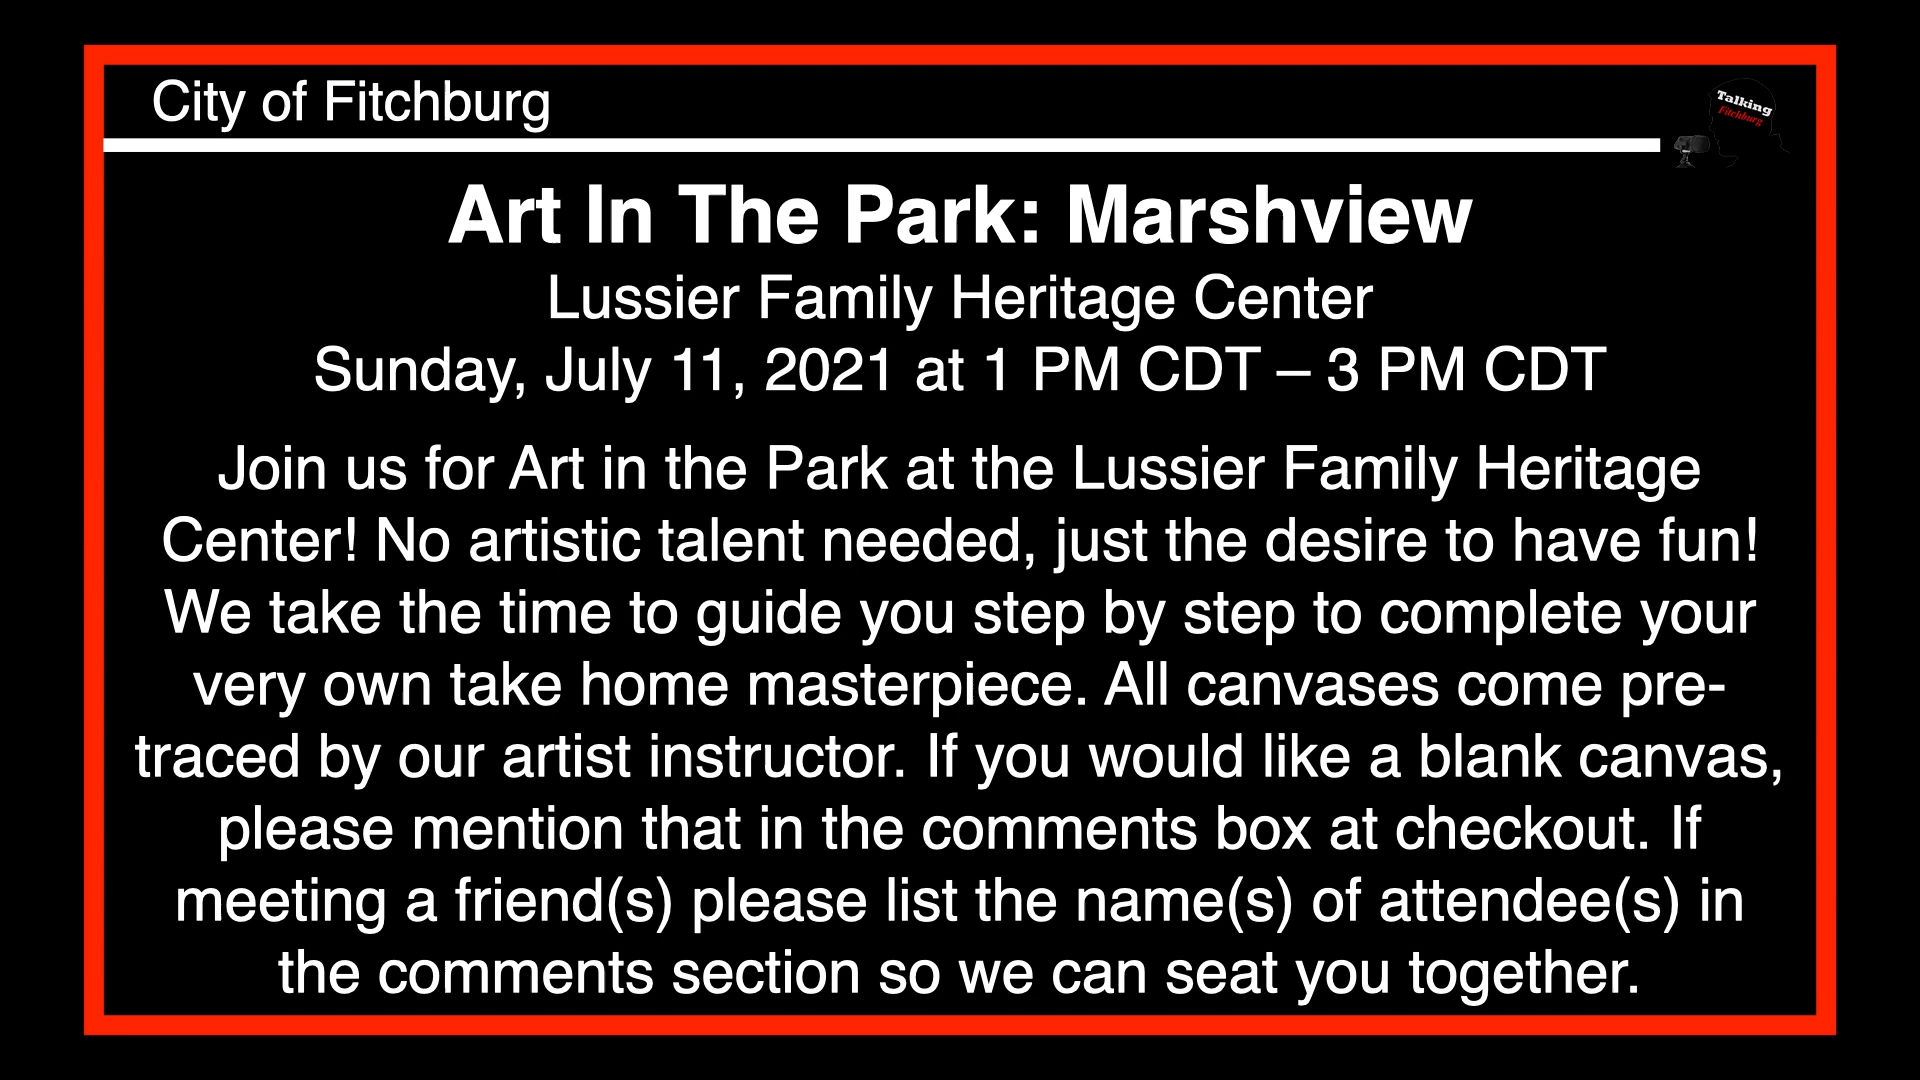 City of Fitchburg
Talking
Fitchburg
Art In The Park: Marshview
Lussier Family Heritage Center
Sunday, July 11, 2021 at 1 PM CDT – 3 PM CDT
Join us for Art in the Park at the Lussier Family Heritage
Center! No artistic talent needed, just the desire to have fun!
We take the time to guide you step by step to complete your
very own take home masterpiece. All canvases come pre-
traced by our artist instructor. If you would like a blank canvas,
please mention that in the comments box at checkout. If
meeting a friend(s) please list the name(s) of attendee(s) in
the comments section so we can seat you together.